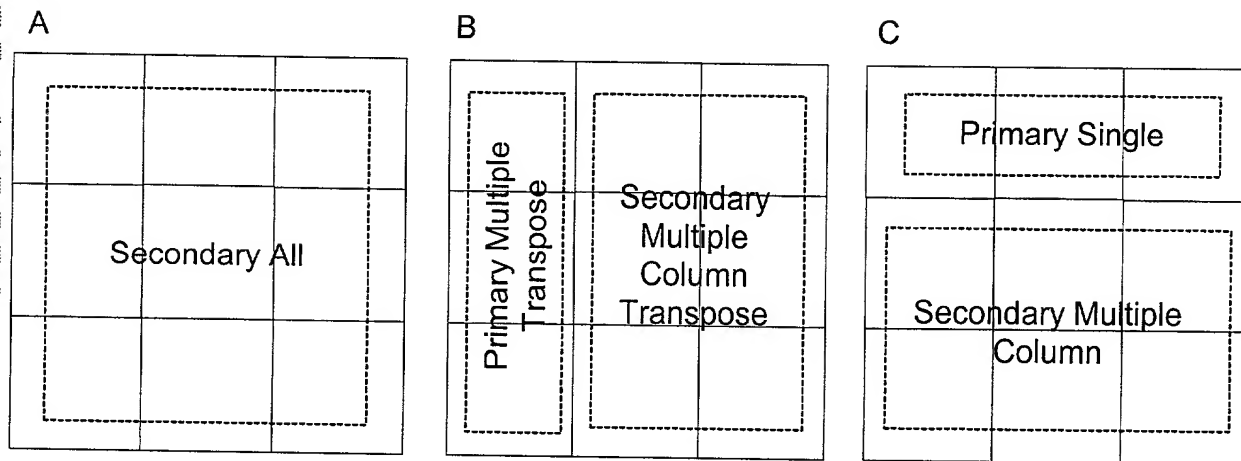 A
Secondary All
B
Primary Multiple
Transpose
Secondary
Multiple
Column
Transpose
C
Primary Single
Secondary Multiple
Column